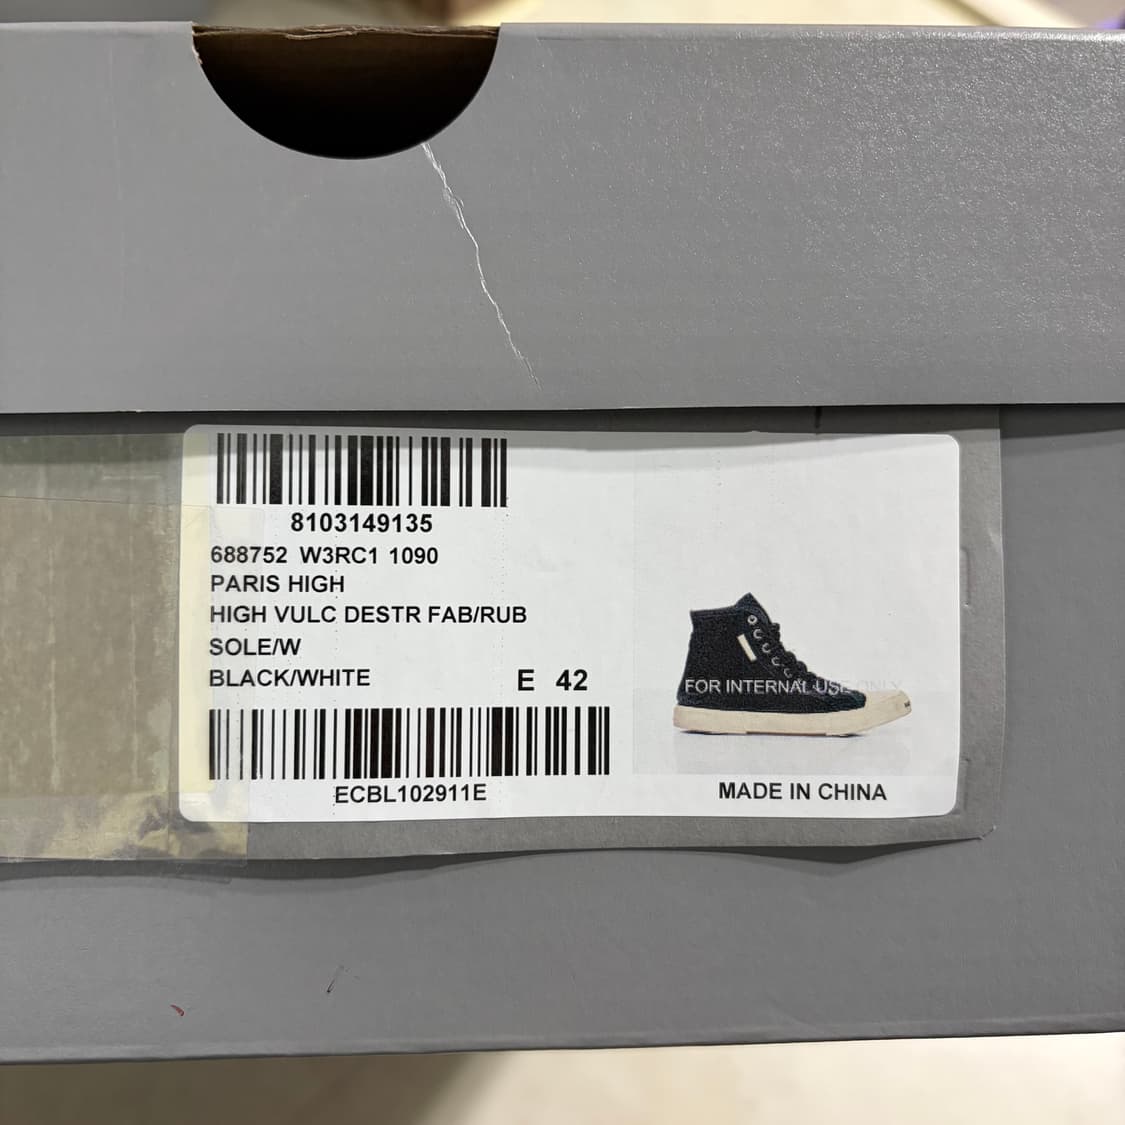 8103149135
688752 W3RC1 1090
PARIS HIGH
HIGH VULC DESTR FAB/RUB
SOLE/W
BLACK/WHITE E 42
ECBL102911E
FOR INTERNAL USE ONLY
MADE IN CHINA